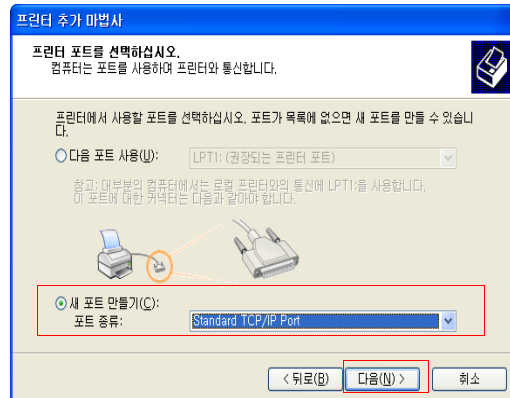 프린터 추가 마법사
프린터 포트를 선택하십시오.
컴퓨터는 포트를 사용하여 프린터와 통신합니다.
프린터에서 사용할 포트를 선택하십시오. 포트가 목록에 없으면 새 포트를 만들 수 있습니
다.
다음 포트 사용(U): LPT1: (권장되는 프린터 포트)
참고: 대부분의 컴퓨터에서는 로컬 프린터와의 통신에 LPT1:을 사용합니다.
이 포트에 대한 커넥터는 다음과 같아야 합니다.
새 포트 만들기(C):
포트 종류: Standard TCP/IP Port
< 뒤로(B) 다음(N) > 취소